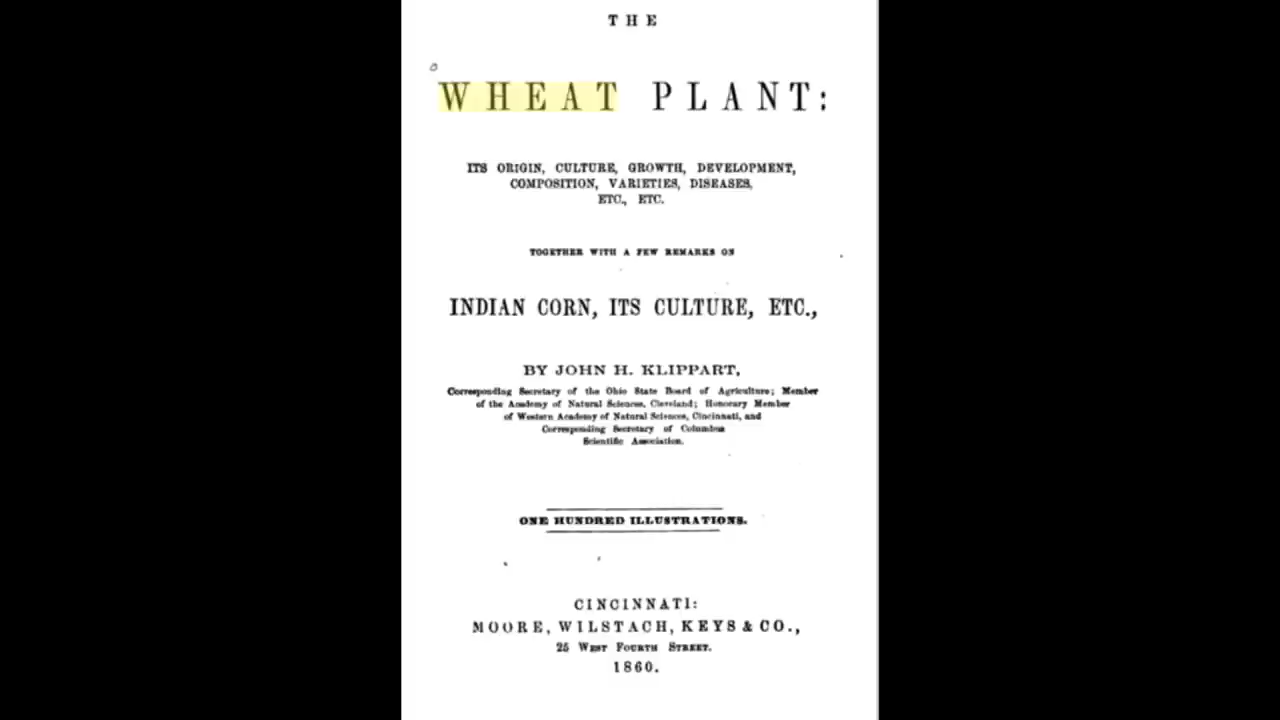 THE
WHEAT PLANT:
ITS ORIGIN, CULTURE, GROWTH, DEVELOPMENT,
COMPOSITION, VARIETIES, DISEASES,
ETC., ETC.
TOGETHER WITH A FEW REMARKS ON
INDIAN CORN, ITS CULTURE, ETC.,
BY JOHN H. KLIPPART,
Corresponding Secretary of the Ohio State Board of Agriculture; Member
of the Academy of Natural Sciences, Cleveland; Honorary Member
of Western Academy of Natural Sciences, Cincinnati, and
Corresponding Secretary of Columbus
Scientific Association.
ONE HUNDRED ILLUSTRATIONS.
CINCINNATI:
MOORE, WILSTACH, KEYS & CO.,
25 WEST FOURTH STREET.
1860.